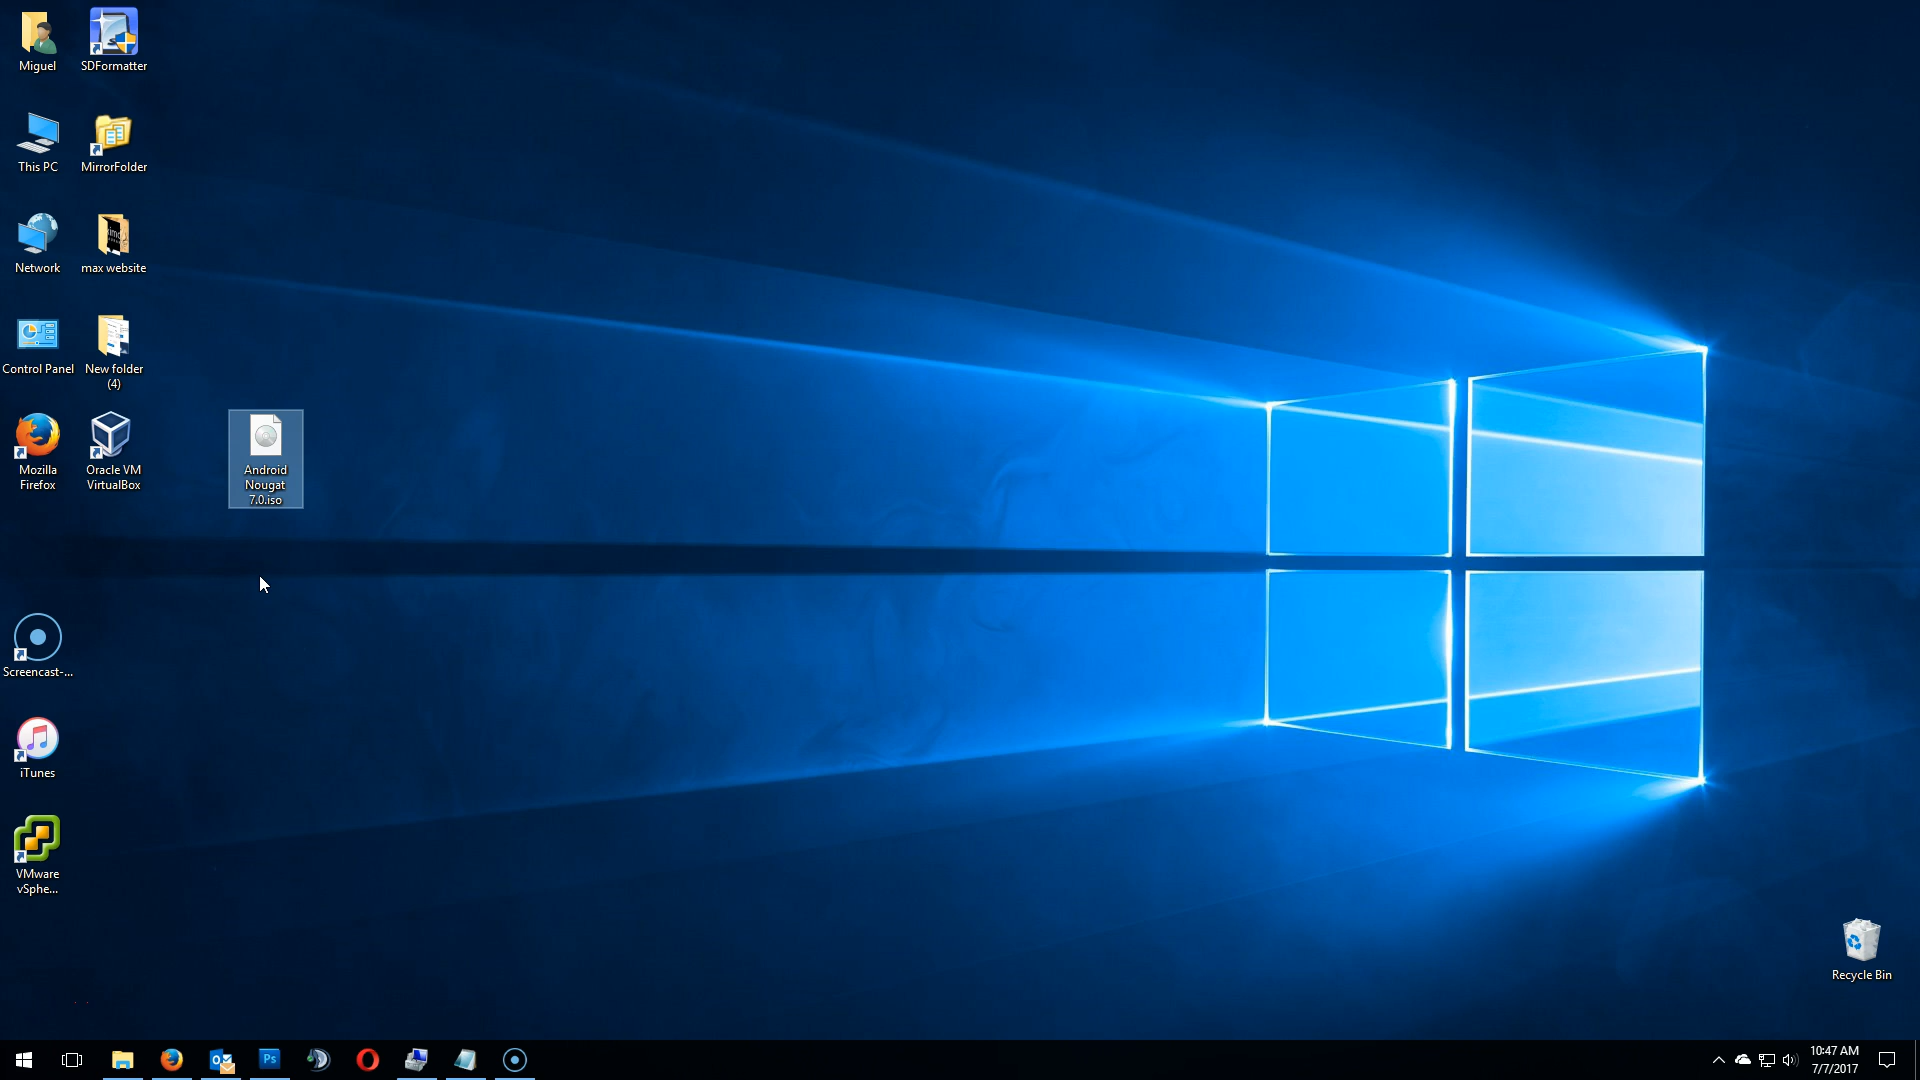 Miguel
SDFormatter
This PC
MirrorFolder
Network
max website
Control Panel
New folder
(4)
Mozilla
Firefox
Oracle VM
VirtualBox
Android
Nougat
7.0.iso
Screencast-...
iTunes
VMware
vSphe...
Recycle Bin
Ps
10:47 AM
7/7/2017